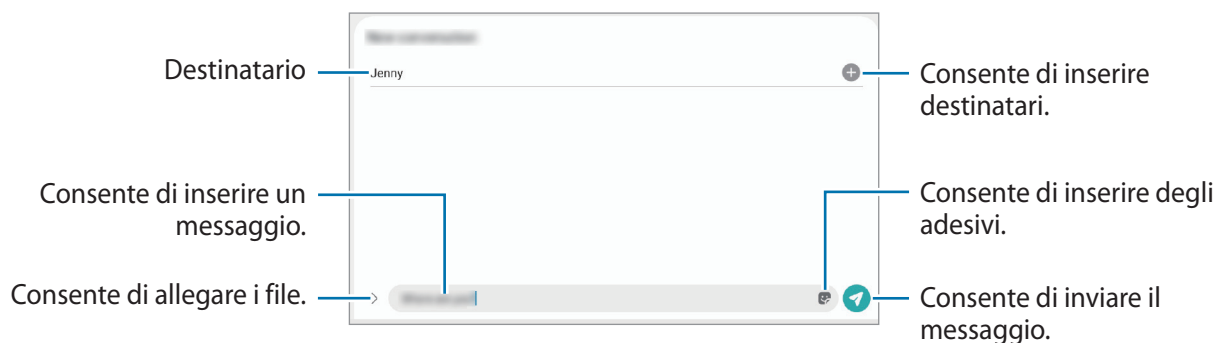 Destinatario
Jenny
Consente di inserire
destinatari.
Consente di inserire un
messaggio.
Consente di inserire degli
adesivi.
Consente di allegare i file.
Consente di inviare il
messaggio.